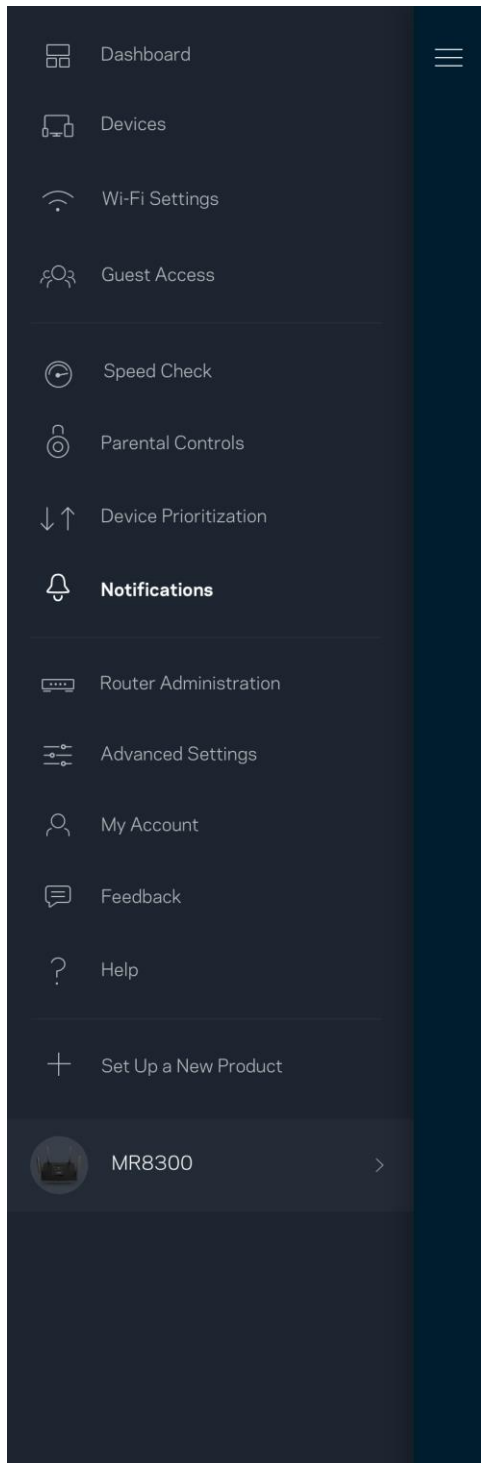 Dashboard
Devices
Wi-Fi Settings
Guest Access
Speed Check
Parental Controls
Device Prioritization
Notifications
Router Administration
Advanced Settings
My Account
Feedback
Help
Set Up a New Product
MR8300